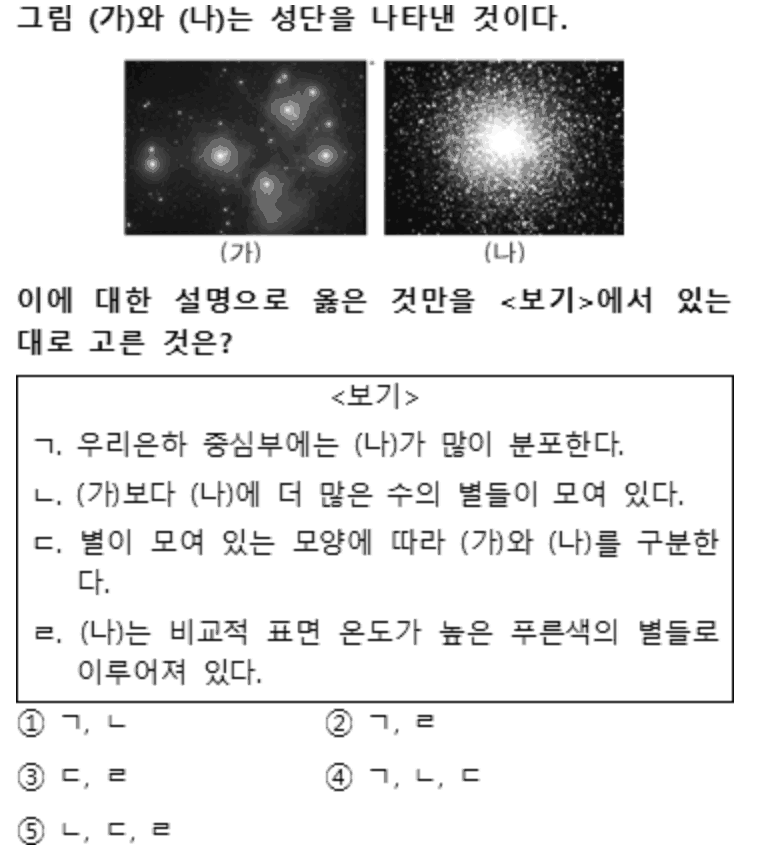 그림 (가)와 (나)는 성단을 나타낸 것이다.
(가) (나)
이에 대한 설명으로 옳은 것만을 <보기>에서 있는
대로 고른 것은?
<보기>
ㄱ. 우리은하 중심부에는 (나)가 많이 분포한다.
ㄴ. (가)보다 (나)에 더 많은 수의 별들이 모여 있다.
ㄷ. 별이 모여 있는 모양에 따라 (가)와 (나)를 구분한
다.
ㄹ. (나)는 비교적 표면 온도가 높은 푸른색의 별들로
이루어져 있다.
① ㄱ, ㄴ ② ㄱ, ㄹ
③ ㄷ, ㄹ ④ ㄱ, ㄴ, ㄷ
⑤ ㄴ, ㄷ, ㄹ